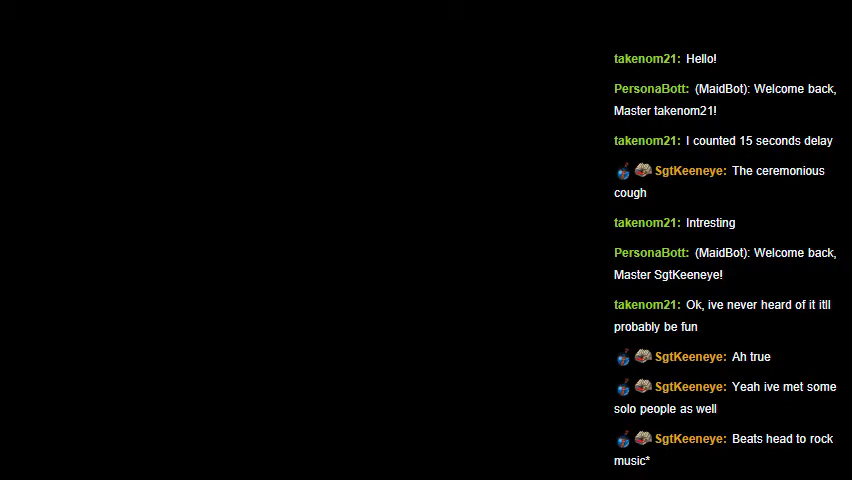 takenom21: Hello!
PersonaBott: (MaidBot): Welcome back,
Master takenom21!
takenom21: I counted 15 seconds delay
SgtKeeneye: The ceremonious
cough
takenom21: Intresting
PersonaBott: (MaidBot): Welcome back,
Master SgtKeeneye!
takenom21: Ok, ive never heard of it itll
probably be fun
SgtKeeneye: Ah true
SgtKeeneye: Yeah ive met some
solo people as well
SgtKeeneye: Beats head to rock
music*